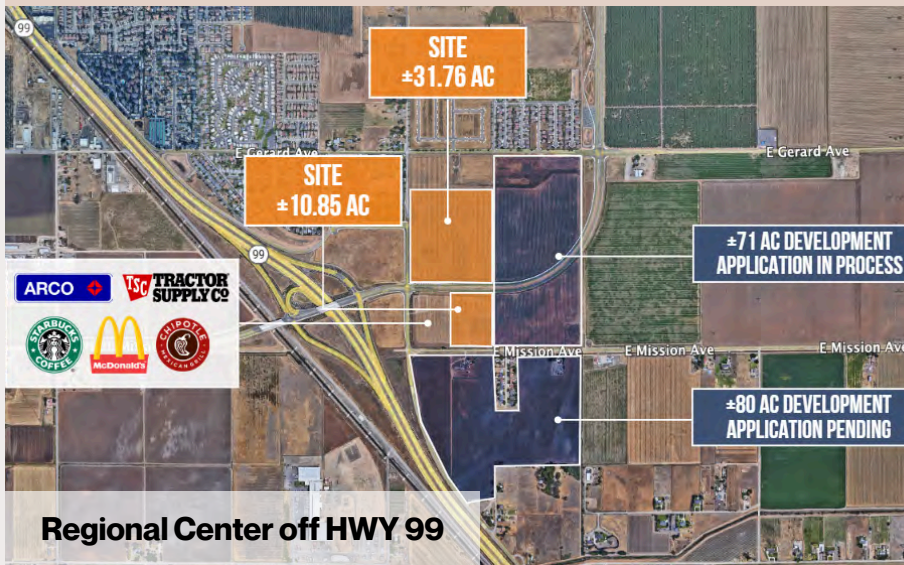 99
SITE
±31.76 AC
E Gerard Ave
E Gerard Ave
SITE
±10.85 AC
99
±71 AC DEVELOPMENT
APPLICATION IN PROCESS
ARCO
TSC TRACTOR
SUPPLY CO
STARBUCKS
COFFEE
McDonald's
CHIPOTLE
MEXICAN GRILL
E Mission Ave
E Mission Ave
E Mission Ave
±80 AC DEVELOPMENT
APPLICATION PENDING
Regional Center off HWY 99